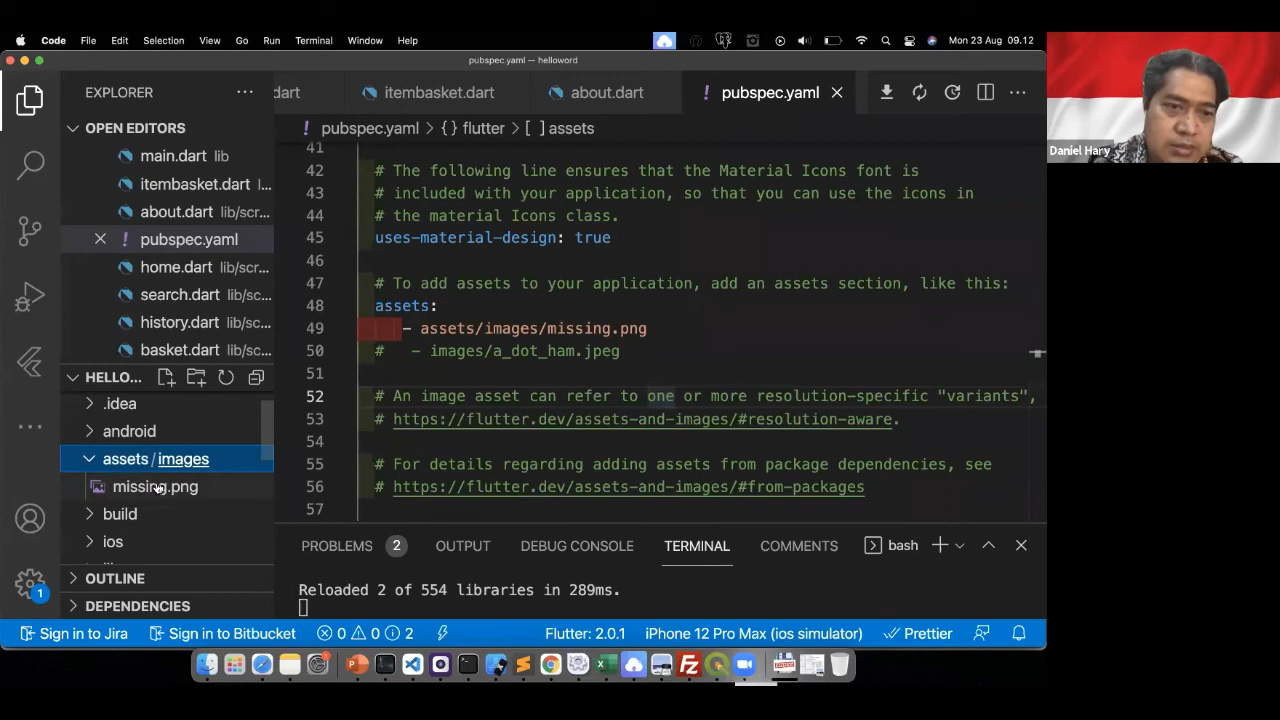 Code File Edit Selection View Go Run Terminal Window Help Mon 23 Aug 09.12
pubspec.yaml — helloword
EXPLORER ···
dart itembasket.dart about.dart ! pubspec.yaml ···
OPEN EDITORS
! pubspec.yaml > {} flutter > [ ] assets
main.dart lib
itembasket.dart l...
about.dart lib/scr...
! pubspec.yaml
home.dart lib/scr...
search.dart lib/s...
history.dart lib/s...
basket.dart lib/sc...
41
42 # The following line ensures that the Material Icons font is
43 # included with your application, so that you can use the icons in
44 # the material Icons class.
45 uses-material-design: true
46
47 # To add assets to your application, add an assets section, like this:
48 assets:
49 - assets/images/missing.png
50 # - images/a_dot_ham.jpeg
51
52 # An image asset can refer to one or more resolution-specific "variants",
53 # https://flutter.dev/assets-and-images/#resolution-aware.
54
55 # For details regarding adding assets from package dependencies, see
56 # https://flutter.dev/assets-and-images/#from-packages
57
HELLO...
.idea
android
assets / images
missing.png
build
ios
OUTLINE
DEPENDENCIES
PROBLEMS 2 OUTPUT DEBUG CONSOLE TERMINAL COMMENTS bash
Reloaded 2 of 554 libraries in 289ms.
1
Sign in to Jira Sign in to Bitbucket 0 0 2 Flutter: 2.0.1 iPhone 12 Pro Max (ios simulator) Prettier
Daniel Hary